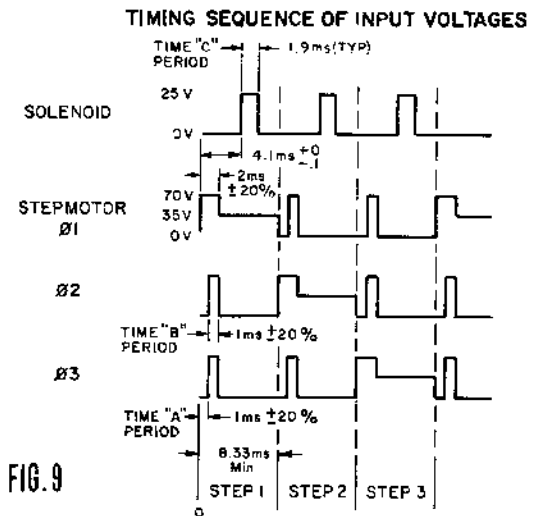 TIMING SEQUENCE OF INPUT VOLTAGES
TIME "C" PERIOD
1.9ms(TYP)
SOLENOID
25V
0V
4.1ms +0 -.1
2ms ±20%
STEPMOTOR
Ø1
70V
35V
0V
Ø2
TIME "B" PERIOD
1ms ±20%
Ø3
TIME "A" PERIOD
1ms ±20%
8.33ms
Min
FIG.9
STEP 1
STEP 2
STEP 3
0